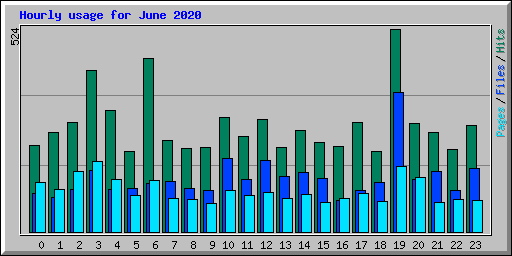 Hourly usage for June 2020
524
Pages/Files/Hits
0 1 2 3 4 5 6 7 8 9 10 11 12 13 14 15 16 17 18 19 20 21 22 23